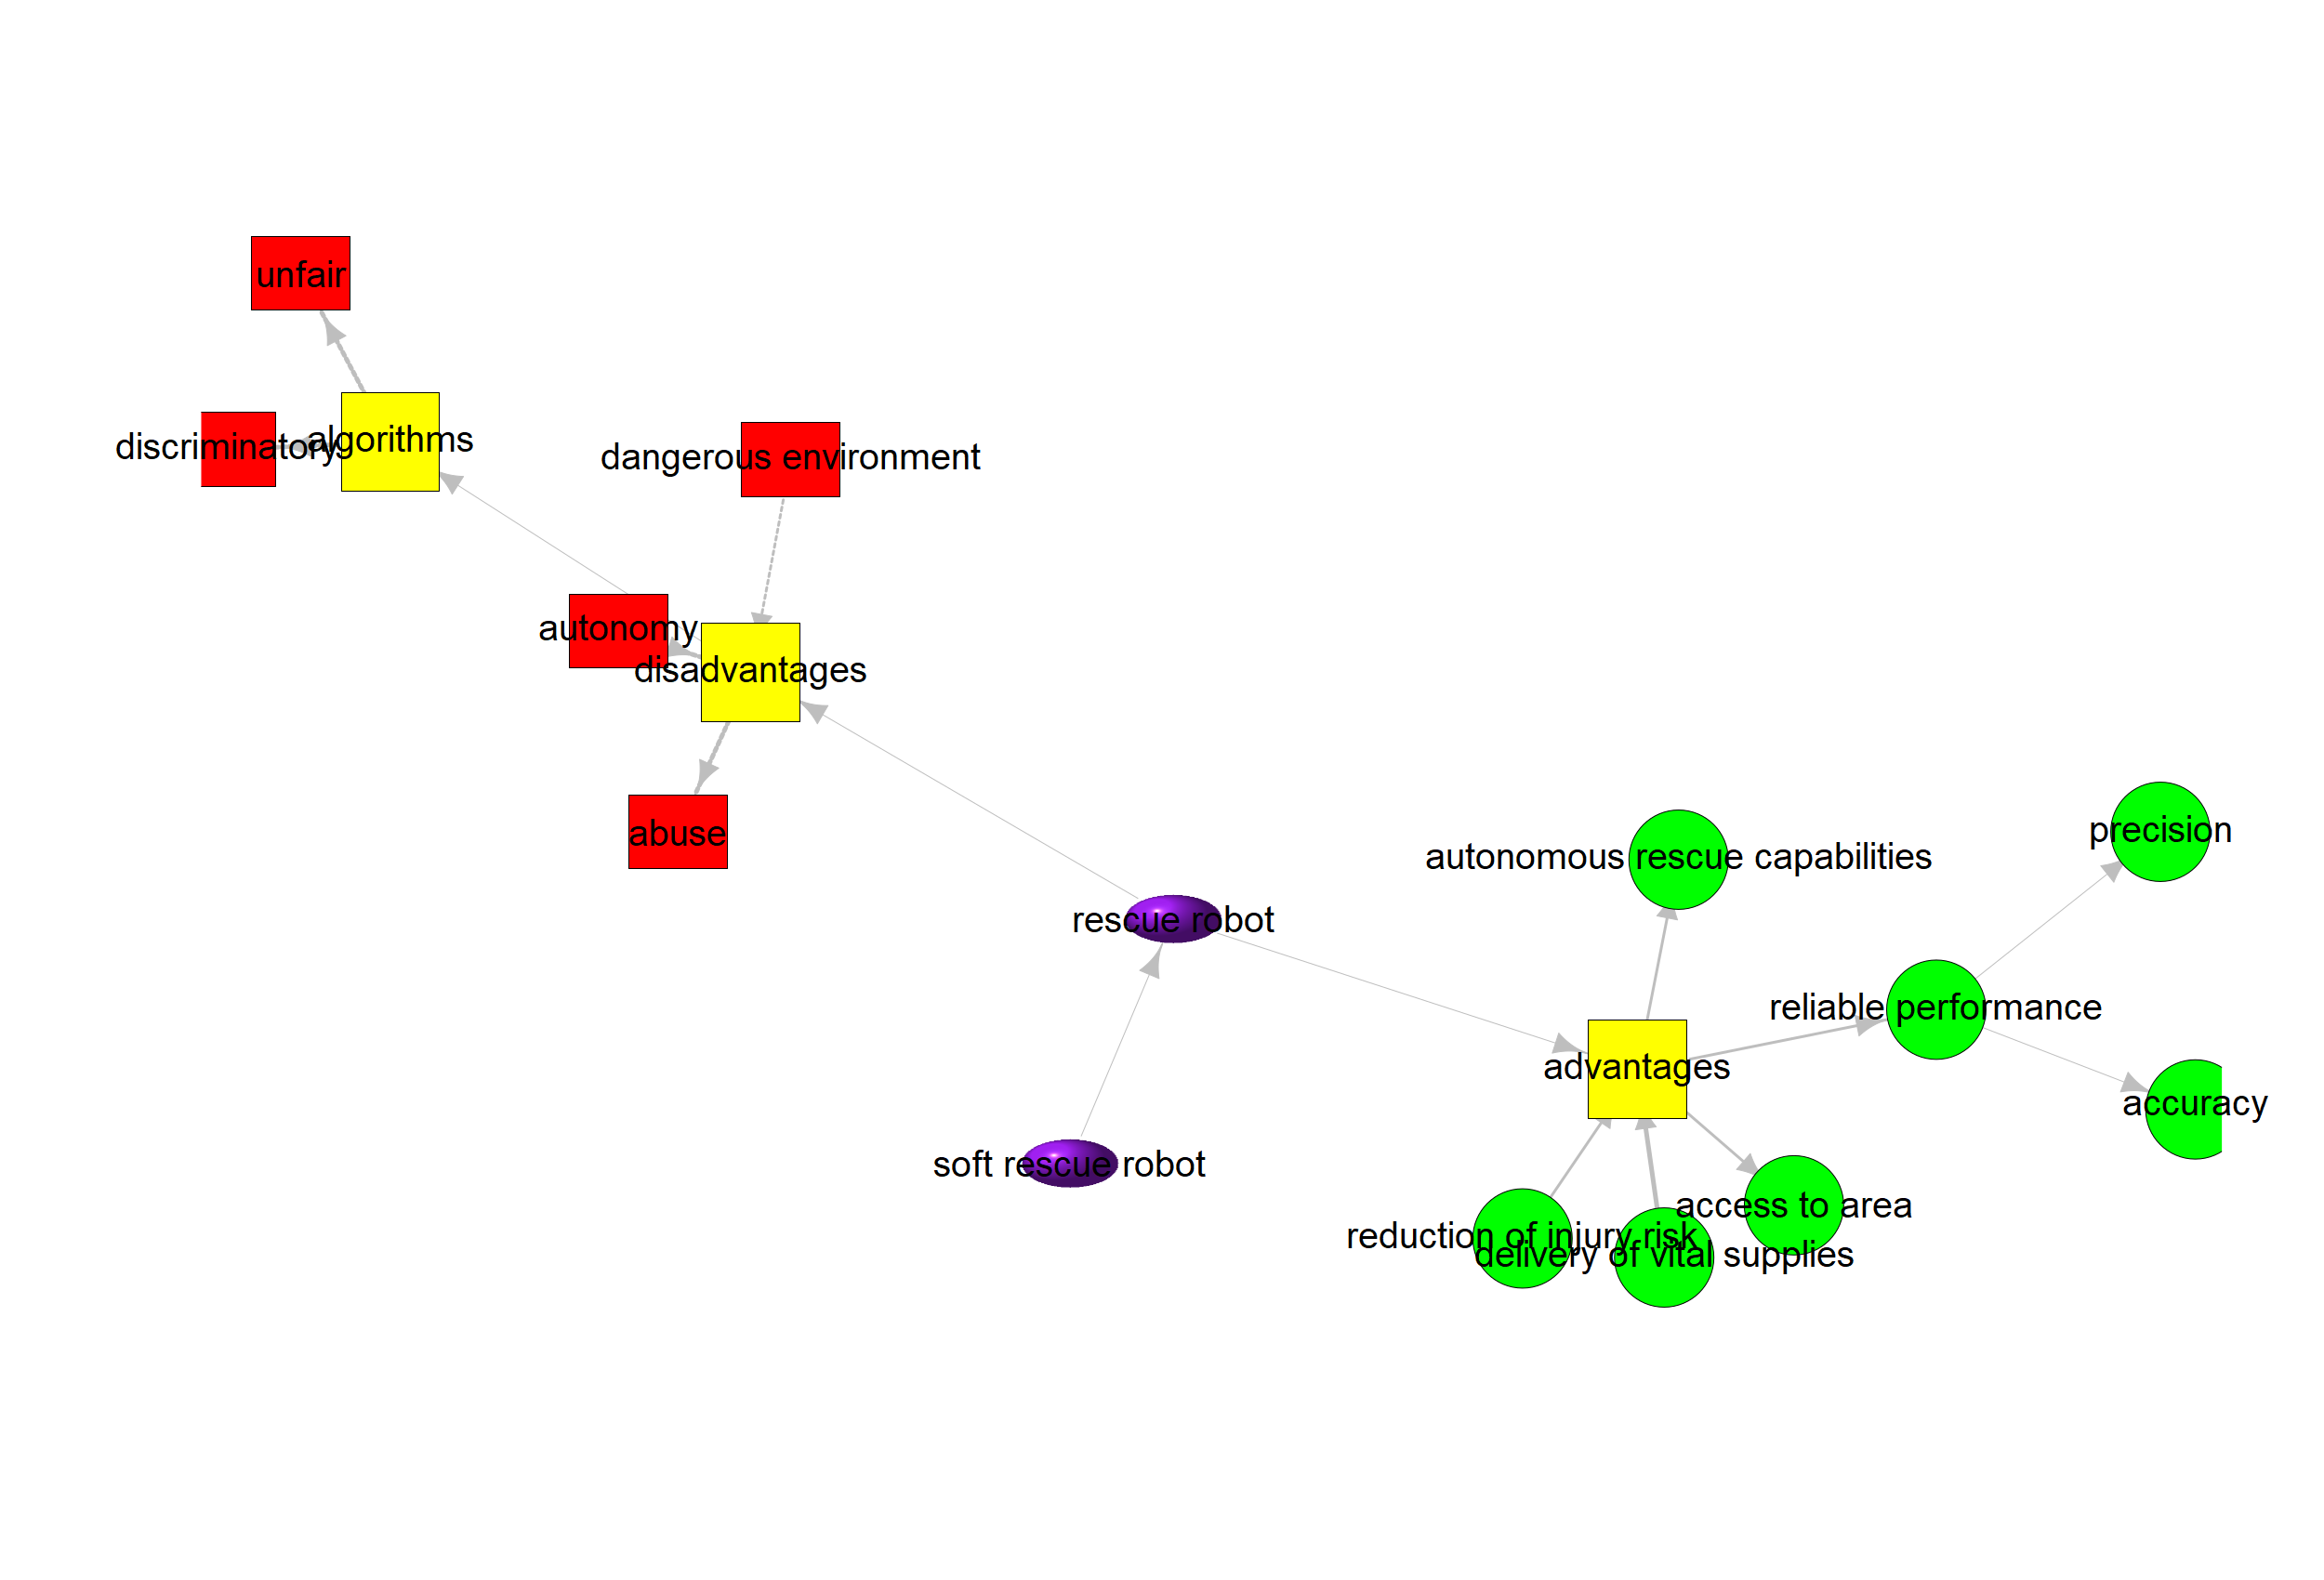 unfair
discriminatory
algorithms
dangerous environment
autonomy
disadvantages
abuse
precision
autonomous rescue capabilities
rescue robot
reliable performance
advantages
accuracy
soft rescue robot
access to area
reduction of injury risk
delivery of vital supplies